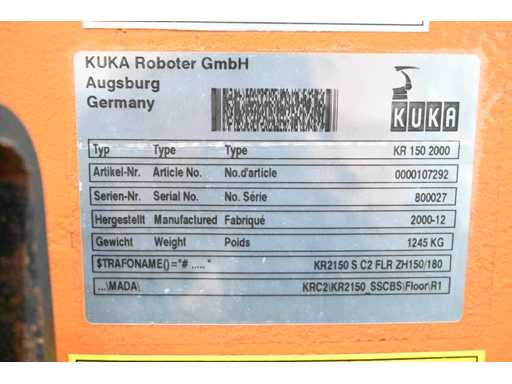 KUKA Roboter GmbH
Augsburg
Germany
KUKA
Typ Type Type KR 150 2000
Artikel-Nr. Article No. No.d'article 0000107292
Serien-Nr. Serial No. No. Série 800027
Hergestellt Manufactured Fabriqué 2000-12
Gewicht Weight Poids 1245 KG
$TRAFONAME()="# ..... " KR2150 S C2 FLR ZH150/180
...\MADA\ KRC2\KR2150_SSCBS\Floor\R1